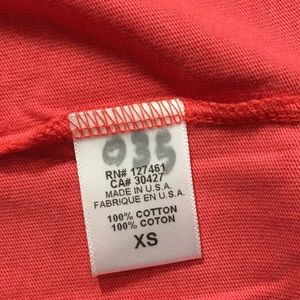 935
RN# 127461
CA# 30427
MADE IN U.S.A.
FABRIQUE EN U.S.A.
100% COTTON
100% COTON
XS